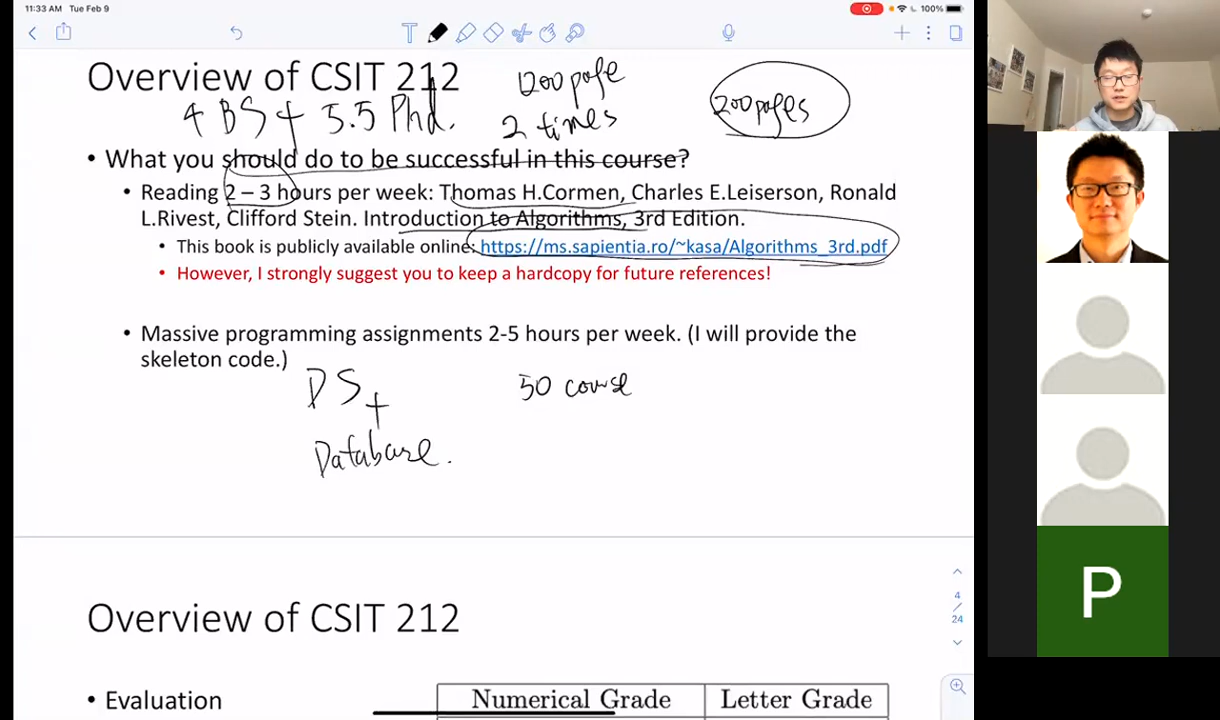 11:33 AM Tue Feb 9
100%
Overview of CSIT 212
1200 page
200 pages
4 BS + 5.5 Phd.
2 times
• What you should do to be successful in this course?
• Reading 2 – 3 hours per week: Thomas H.Cormen, Charles E.Leiserson, Ronald
L.Rivest, Clifford Stein. Introduction to Algorithms, 3rd Edition.
• This book is publicly available online: https://ms.sapientia.ro/~kasa/Algorithms_3rd.pdf
• However, I strongly suggest you to keep a hardcopy for future references!
• Massive programming assignments 2-5 hours per week. (I will provide the
skeleton code.)
DS +
50 course
Database.
4
/
24
Overview of CSIT 212
• Evaluation
Numerical Grade
Letter Grade
P